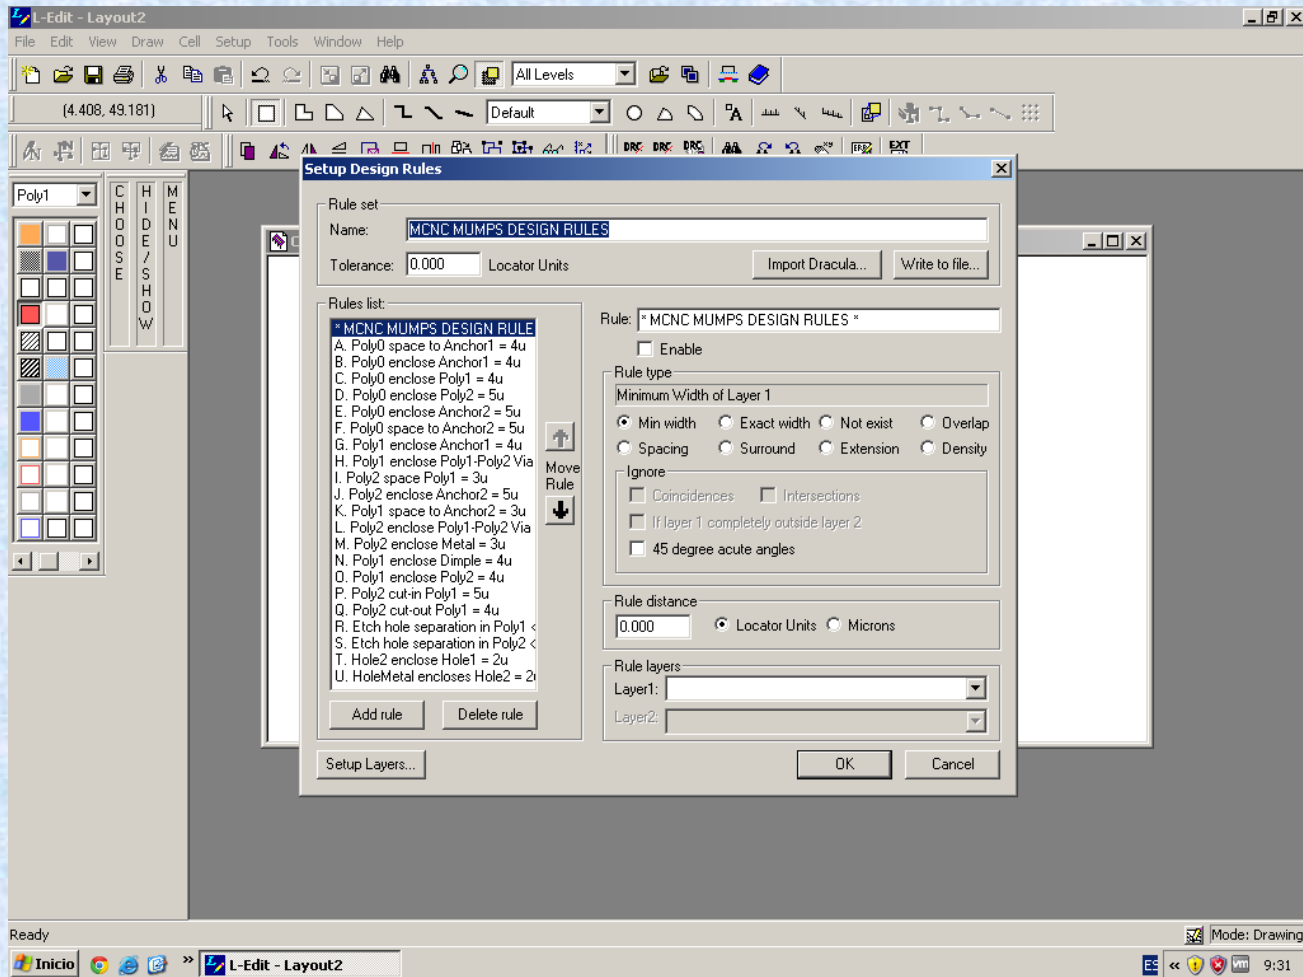 L-Edit - Layout2
File Edit View Draw Cell Setup Tools Window Help
All Levels
(4.408, 49.181)
Default
DRC DRC DRC
EXT
Setup Design Rules
Poly1
CHOOSE
HIDE/SHOW
MENU
Rule set
Name: MCNC MUMPS DESIGN RULES
Tolerance: 0.000 Locator Units
Import Dracula...
Write to file...
Rules list:
* MCNC MUMPS DESIGN RULE
A. Poly0 space to Anchor1 = 4u
B. Poly0 enclose Anchor1 = 4u
C. Poly0 enclose Poly1 = 4u
D. Poly0 enclose Poly2 = 5u
E. Poly0 enclose Anchor2 = 5u
F. Poly0 space to Anchor2 = 5u
G. Poly1 enclose Anchor1 = 4u
H. Poly1 enclose Poly1-Poly2 Via
I. Poly2 space Poly1 = 3u
J. Poly2 enclose Anchor2 = 5u
K. Poly1 space to Anchor2 = 3u
L. Poly2 enclose Poly1-Poly2 Via
M. Poly2 enclose Metal = 3u
N. Poly1 enclose Dimple = 4u
O. Poly1 enclose Poly2 = 4u
P. Poly2 cut-in Poly1 = 5u
Q. Poly2 cut-out Poly1 = 4u
R. Etch hole separation in Poly1 <
S. Etch hole separation in Poly2 <
T. Hole2 enclose Hole1 = 2u
U. HoleMetal encloses Hole2 = 2u
Move
Rule
Add rule
Delete rule
Setup Layers...
Rule: * MCNC MUMPS DESIGN RULES *
Enable
Rule type
Minimum Width of Layer 1
Min width Exact width Not exist Overlap
Spacing Surround Extension Density
Ignore
Coincidences Intersections
If layer 1 completely outside layer 2
45 degree acute angles
Rule distance
0.000 Locator Units Microns
Rule layers
Layer1:
Layer2:
OK
Cancel
Ready
Mode: Drawing
Inicio
»
L-Edit - Layout2
ES
«
vm
9:31